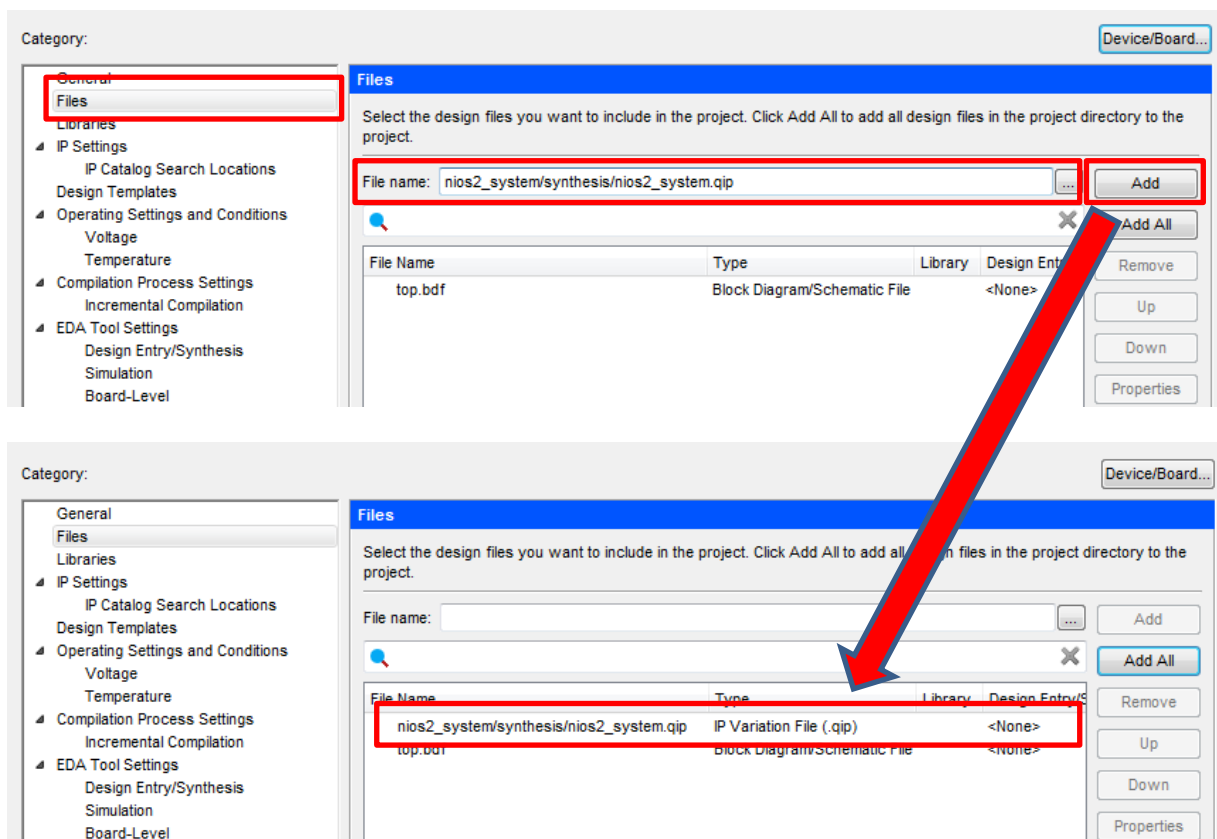 Category:
Device/Board...
General
Files
Libraries
IP Settings
IP Catalog Search Locations
Design Templates
Operating Settings and Conditions
Voltage
Temperature
Compilation Process Settings
Incremental Compilation
EDA Tool Settings
Design Entry/Synthesis
Simulation
Board-Level
Files
Select the design files you want to include in the project. Click Add All to add all design files in the project directory to the
project.
File name: nios2_system/synthesis/nios2_system.qip ... Add
Add All
File Name Type Library Design Ent
top.bdf Block Diagram/Schematic File <None>
Remove
Up
Down
Properties
Category:
Device/Board...
General
Files
Libraries
IP Settings
IP Catalog Search Locations
Design Templates
Operating Settings and Conditions
Voltage
Temperature
Compilation Process Settings
Incremental Compilation
EDA Tool Settings
Design Entry/Synthesis
Simulation
Board-Level
Files
Select the design files you want to include in the project. Click Add All to add all files in the project directory to the
project.
File name: ... Add
Add All
File Name Type Library Design Entry/S
nios2_system/synthesis/nios2_system.qip IP Variation File (.qip) <None>
top.bdf Block Diagram/Schematic File <None>
Remove
Up
Down
Properties